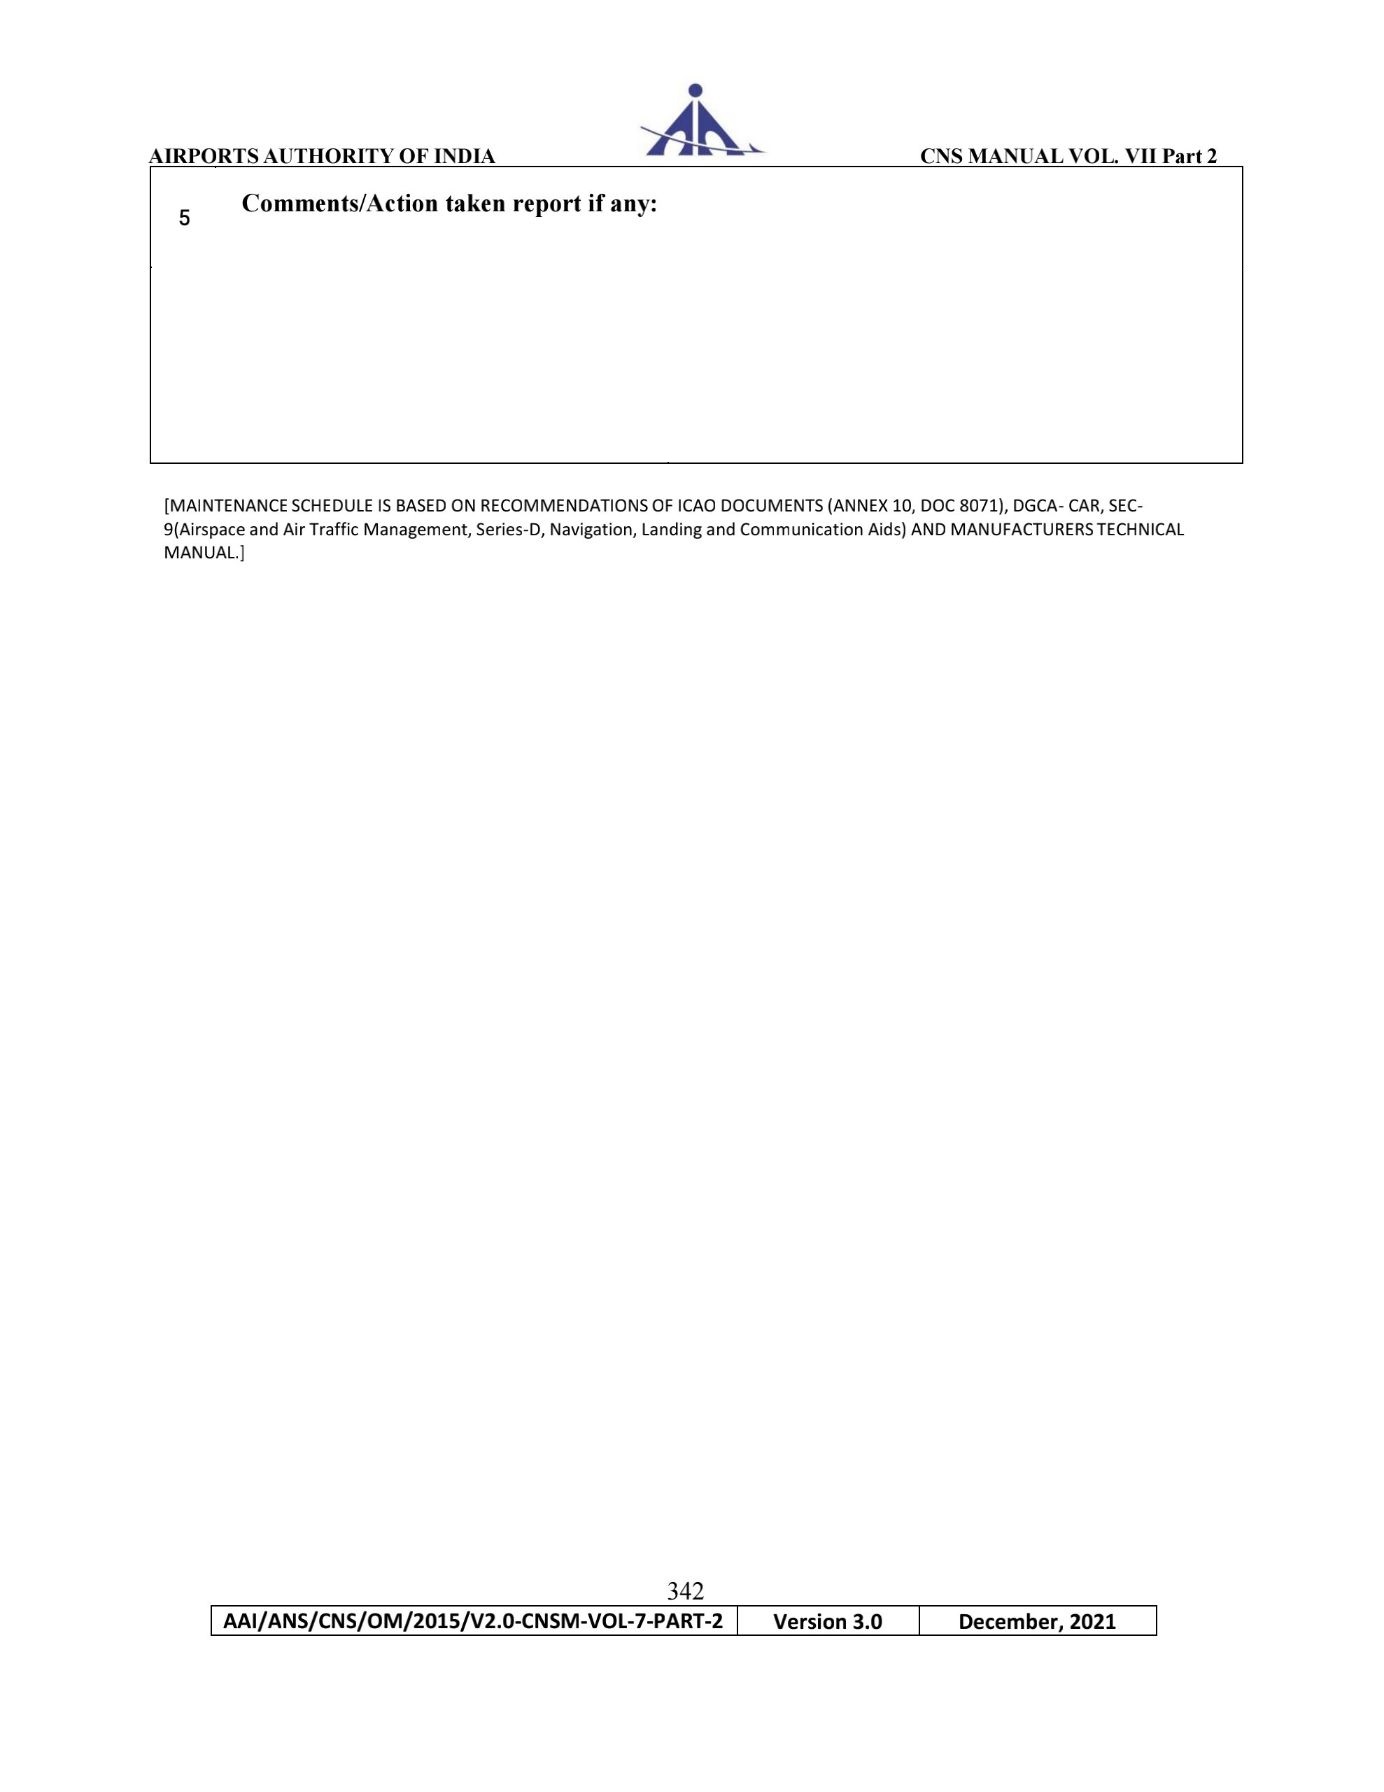 AIRPORTS AUTHORITY OF INDIA CNS MANUAL VOL. VII Part 2
5 Comments/Action taken report if any:
[MAINTENANCE SCHEDULE IS BASED ON RECOMMENDATIONS OF ICAO DOCUMENTS (ANNEX 10, DOC 8071), DGCA- CAR, SEC-
9(Airspace and Air Traffic Management, Series-D, Navigation, Landing and Communication Aids) AND MANUFACTURERS TECHNICAL
MANUAL.]
342
AAI/ANS/CNS/OM/2015/V2.0-CNSM-VOL-7-PART-2 Version 3.0 December, 2021